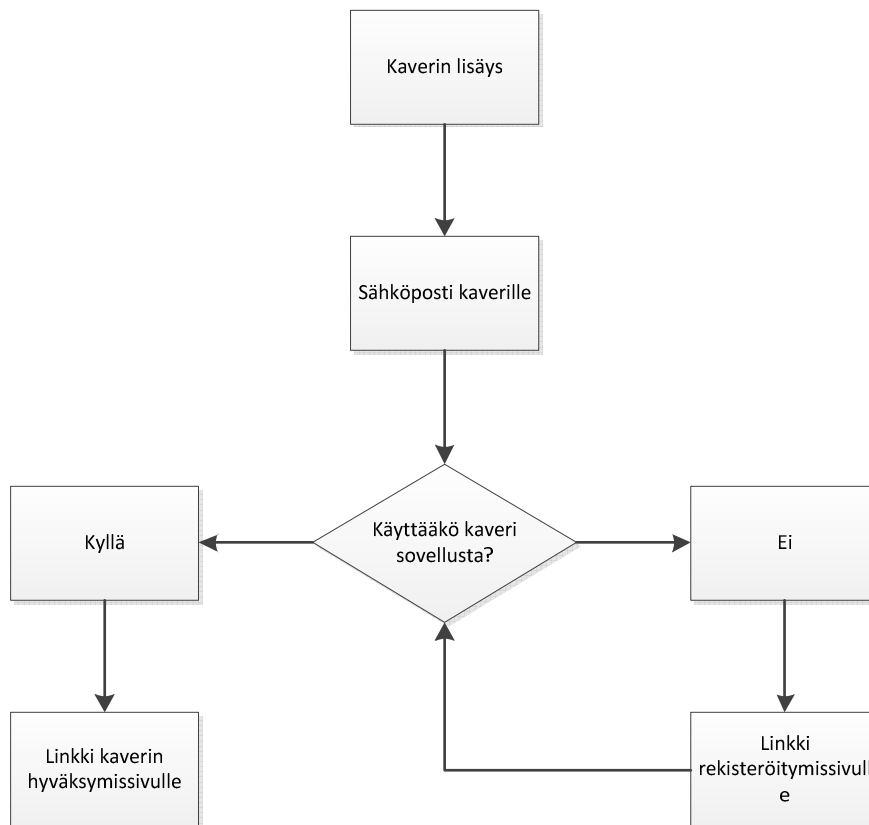 Kaverin lisäys
Sähköposti kaverille
Käyttääkö kaveri
sovellusta?
Kyllä
Ei
Linkki kaverin
hyväksymissivulle
Linkki
rekisteröitymissivull
e